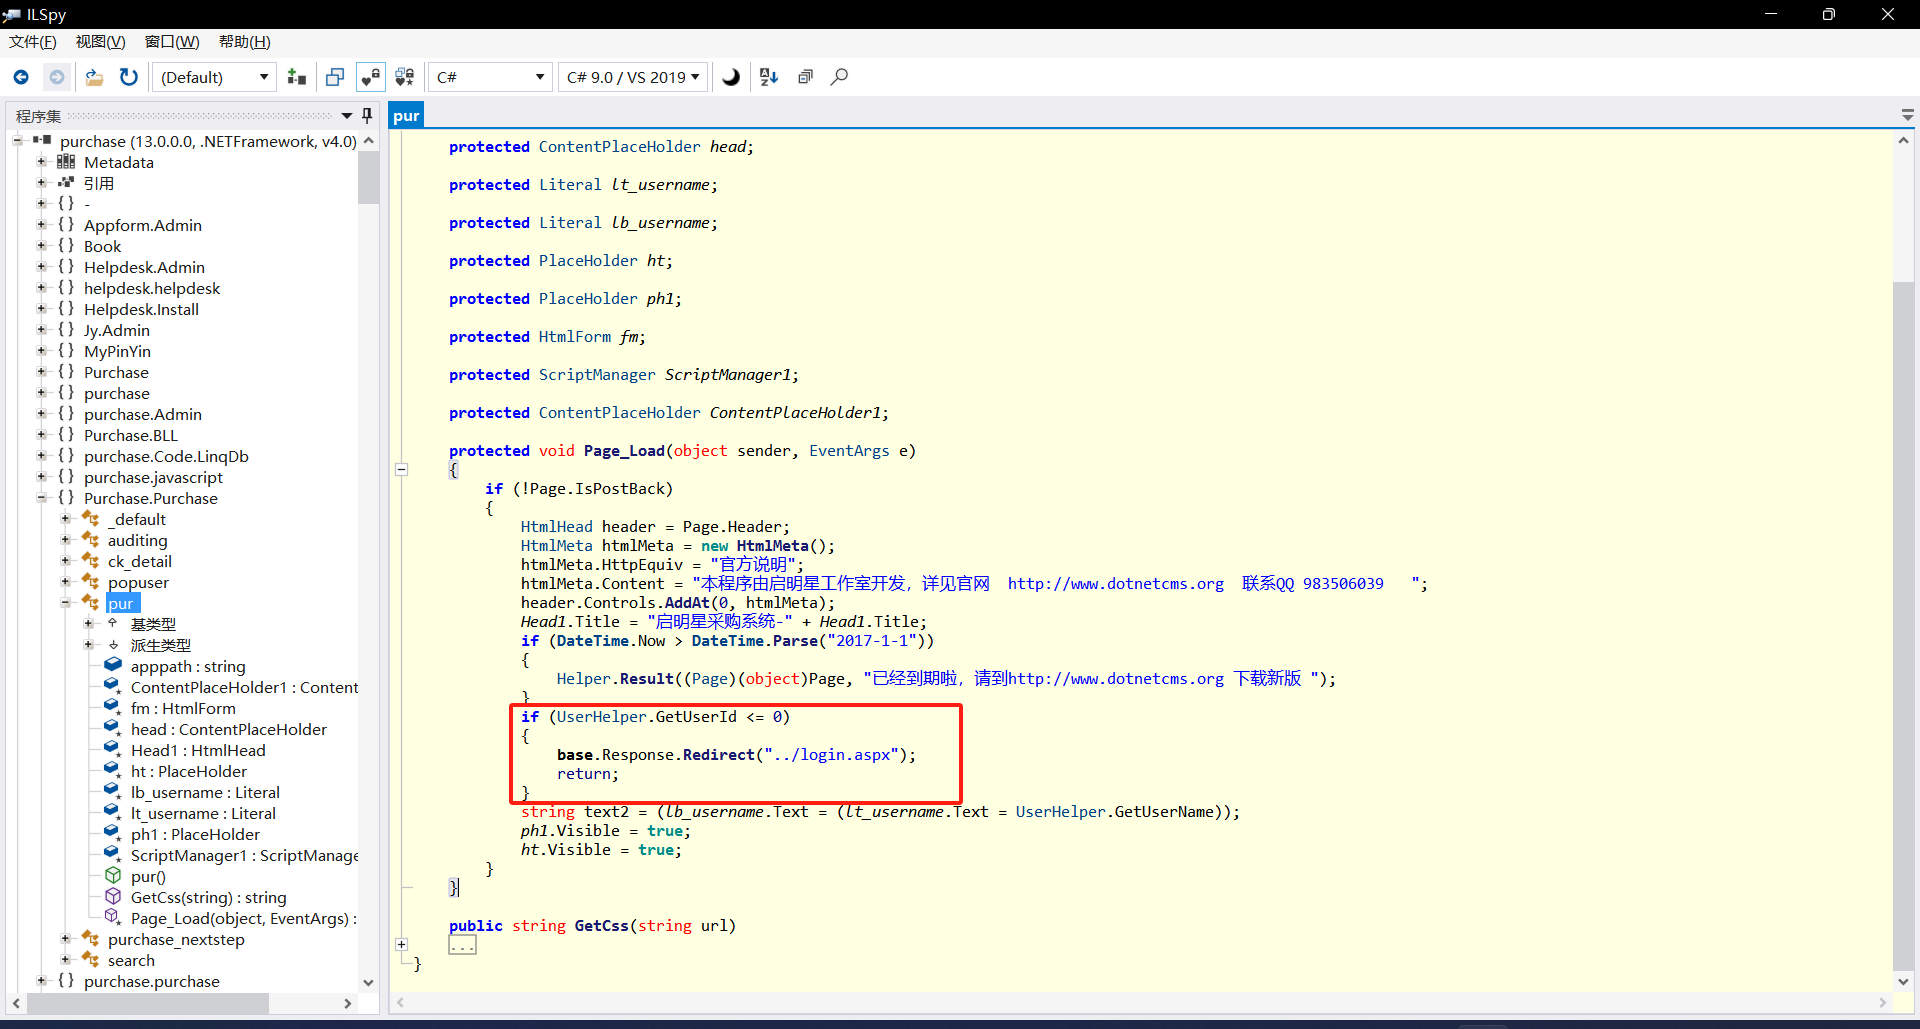 ILSpy
文件(F) 视图(V) 窗口(W) 帮助(H)
(Default) C# C# 9.0 / VS 2019
程序集
purchase (13.0.0.0, .NETFramework, v4.0)
Metadata
引用
{ } -
{ } Appform.Admin
{ } Book
{ } Helpdesk.Admin
{ } helpdesk.helpdesk
{ } Helpdesk.Install
{ } Jy.Admin
{ } MyPinYin
{ } Purchase
{ } purchase
{ } purchase.Admin
{ } Purchase.BLL
{ } purchase.Code.LinqDb
{ } purchase.javascript
{ } Purchase.Purchase
_default
auditing
ck_detail
popuser
pur
基类型
派生类型
apppath : string
ContentPlaceHolder1 : Content
fm : HtmlForm
head : ContentPlaceHolder
Head1 : HtmlHead
ht : PlaceHolder
lb_username : Literal
lt_username : Literal
ph1 : PlaceHolder
ScriptManager1 : ScriptManage
pur()
GetCss(string) : string
Page_Load(object, EventArgs) :
purchase_nextstep
search
{ } purchase.purchase
pur
protected ContentPlaceHolder head;
protected Literal lt_username;
protected Literal lb_username;
protected PlaceHolder ht;
protected PlaceHolder ph1;
protected HtmlForm fm;
protected ScriptManager ScriptManager1;
protected ContentPlaceHolder ContentPlaceHolder1;
protected void Page_Load(object sender, EventArgs e)
{
if (!Page.IsPostBack)
{
HtmlHead header = Page.Header;
HtmlMeta htmlMeta = new HtmlMeta();
htmlMeta.HttpEquiv = "官方说明";
htmlMeta.Content = "本程序由启明星工作室开发，详见官网  http://www.dotnetcms.org  联系QQ 983506039   ";
header.Controls.AddAt(0, htmlMeta);
Head1.Title = "启明星采购系统-" + Head1.Title;
if (DateTime.Now > DateTime.Parse("2017-1-1"))
{
Helper.Result((Page)(object)Page, "已经到期啦，请到http://www.dotnetcms.org 下载新版 ");
}
if (UserHelper.GetUserId <= 0)
{
base.Response.Redirect("../login.aspx");
return;
}
string text2 = (lb_username.Text = (lt_username.Text = UserHelper.GetUserName));
ph1.Visible = true;
ht.Visible = true;
}
}
public string GetCss(string url)
...
}